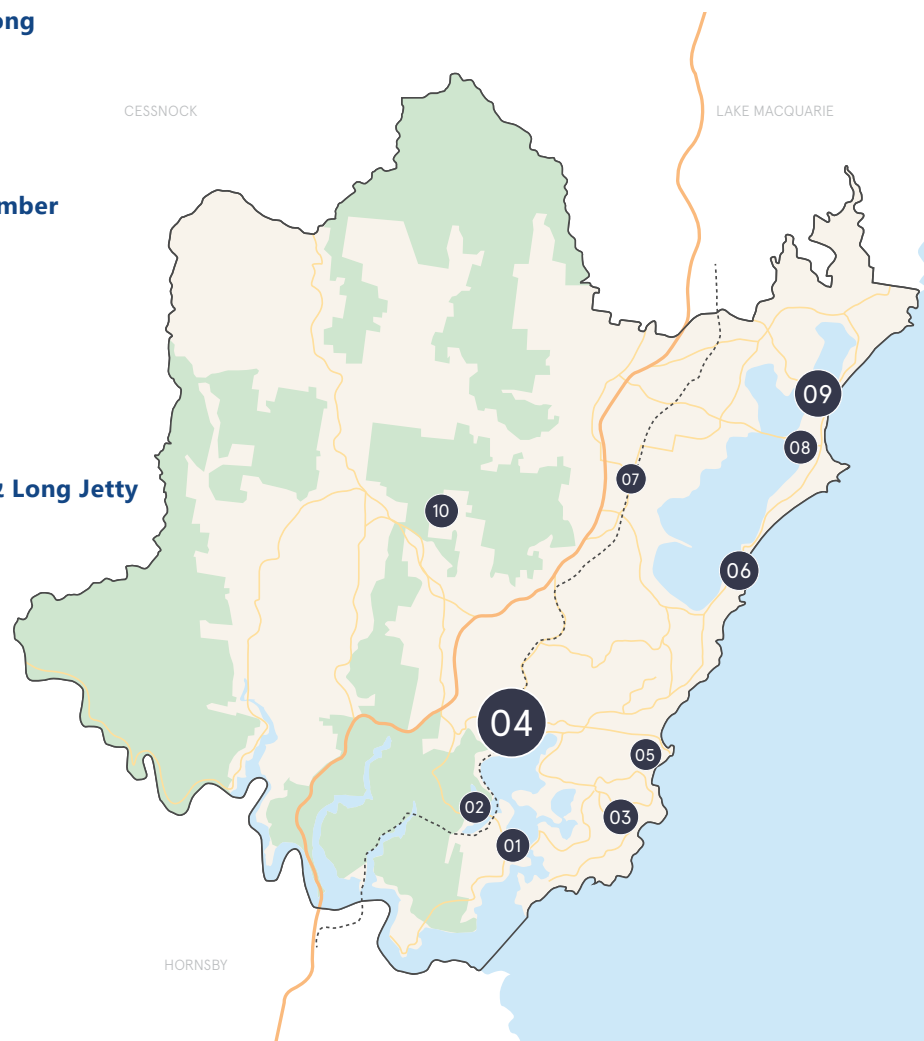 ong
CESSNOCK
LAKE MACQUARIE
mber
09
08
07
& Long Jetty
10
06
04
05
02
03
01
HORNSBY